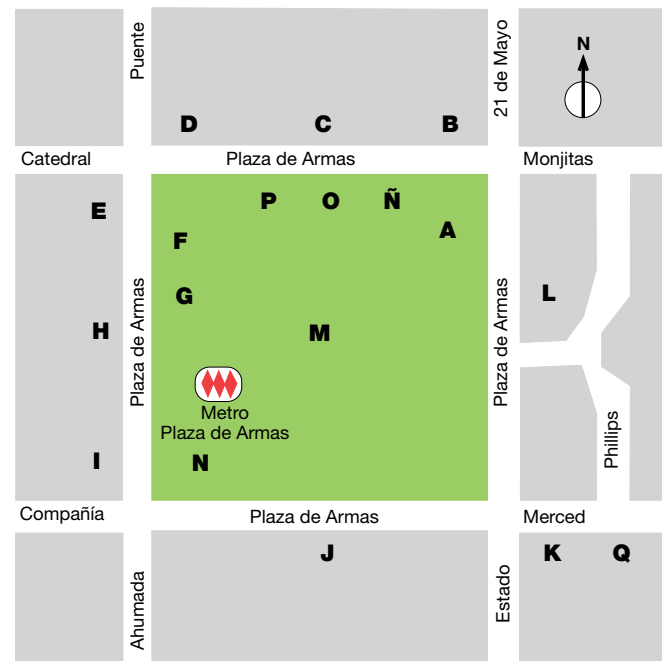 Puente
21 de Mayo
N
D C B
Catedral Plaza de Armas Monjitas
E P O Ñ A
F
G L
H M
Plaza de Armas
Plaza de Armas
Metro
Plaza de Armas
I N
Phillips
Compañía Plaza de Armas Merced
J K Q
Ahumada
Estado